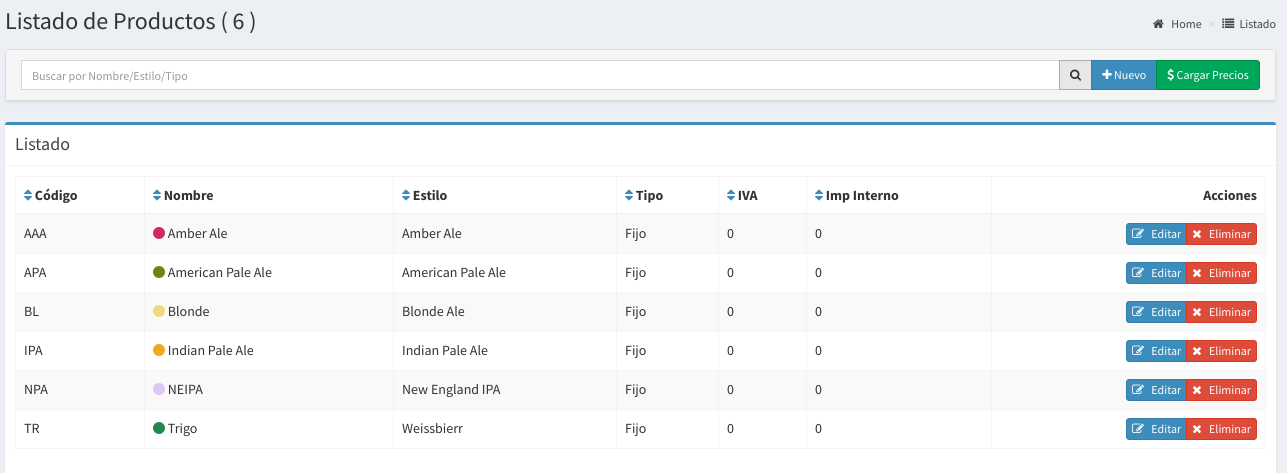 Listado de Productos ( 6 )
Home > Listado
Buscar por Nombre/Estilo/Tipo
Nuevo
$ Cargar Precios
Listado
Código Nombre Estilo Tipo IVA Imp Interno Acciones
AAA Amber Ale Amber Ale Fijo 0 0 Editar Eliminar
APA American Pale Ale American Pale Ale Fijo 0 0 Editar Eliminar
BL Blonde Blonde Ale Fijo 0 0 Editar Eliminar
IPA Indian Pale Ale Indian Pale Ale Fijo 0 0 Editar Eliminar
NPA NEIPA New England IPA Fijo 0 0 Editar Eliminar
TR Trigo Weissbierr Fijo 0 0 Editar Eliminar